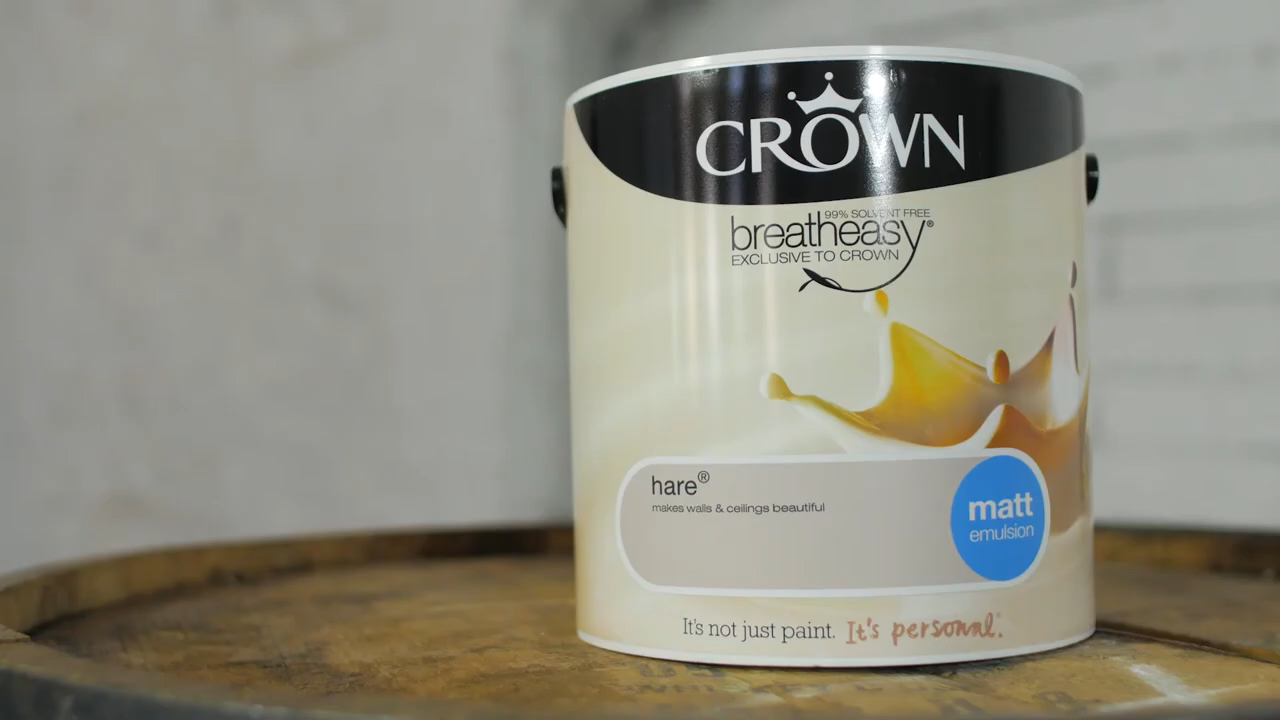 CROWN
99% SOLVENT FREE
breatheasy®
EXCLUSIVE TO CROWN
hare®
makes walls & ceilings beautiful
matt
emulsion
It's not just paint. It's personal.